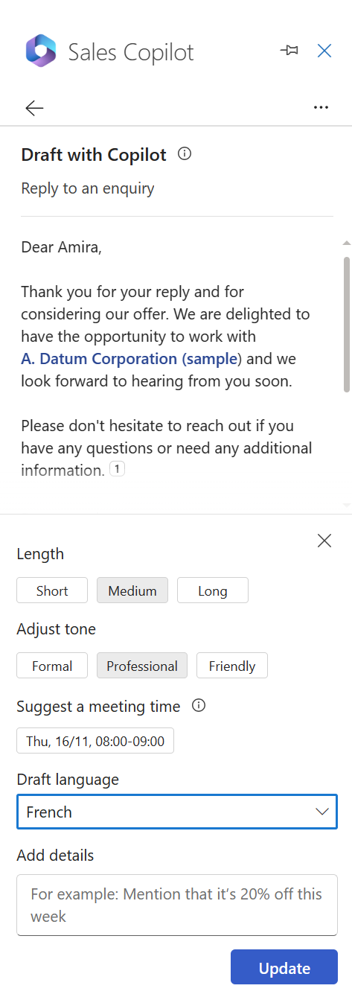 Sales Copilot
Draft with Copilot
Reply to an enquiry
Dear Amira,
Thank you for your reply and for
considering our offer. We are delighted to
have the opportunity to work with
A. Datum Corporation (sample) and we
look forward to hearing from you soon.
Please don't hesitate to reach out if you
have any questions or need any additional
information. 1
Length
Short Medium Long
Adjust tone
Formal Professional Friendly
Suggest a meeting time
Thu, 16/11, 08:00-09:00
Draft language
French
Add details
For example: Mention that it’s 20% off this
week
Update